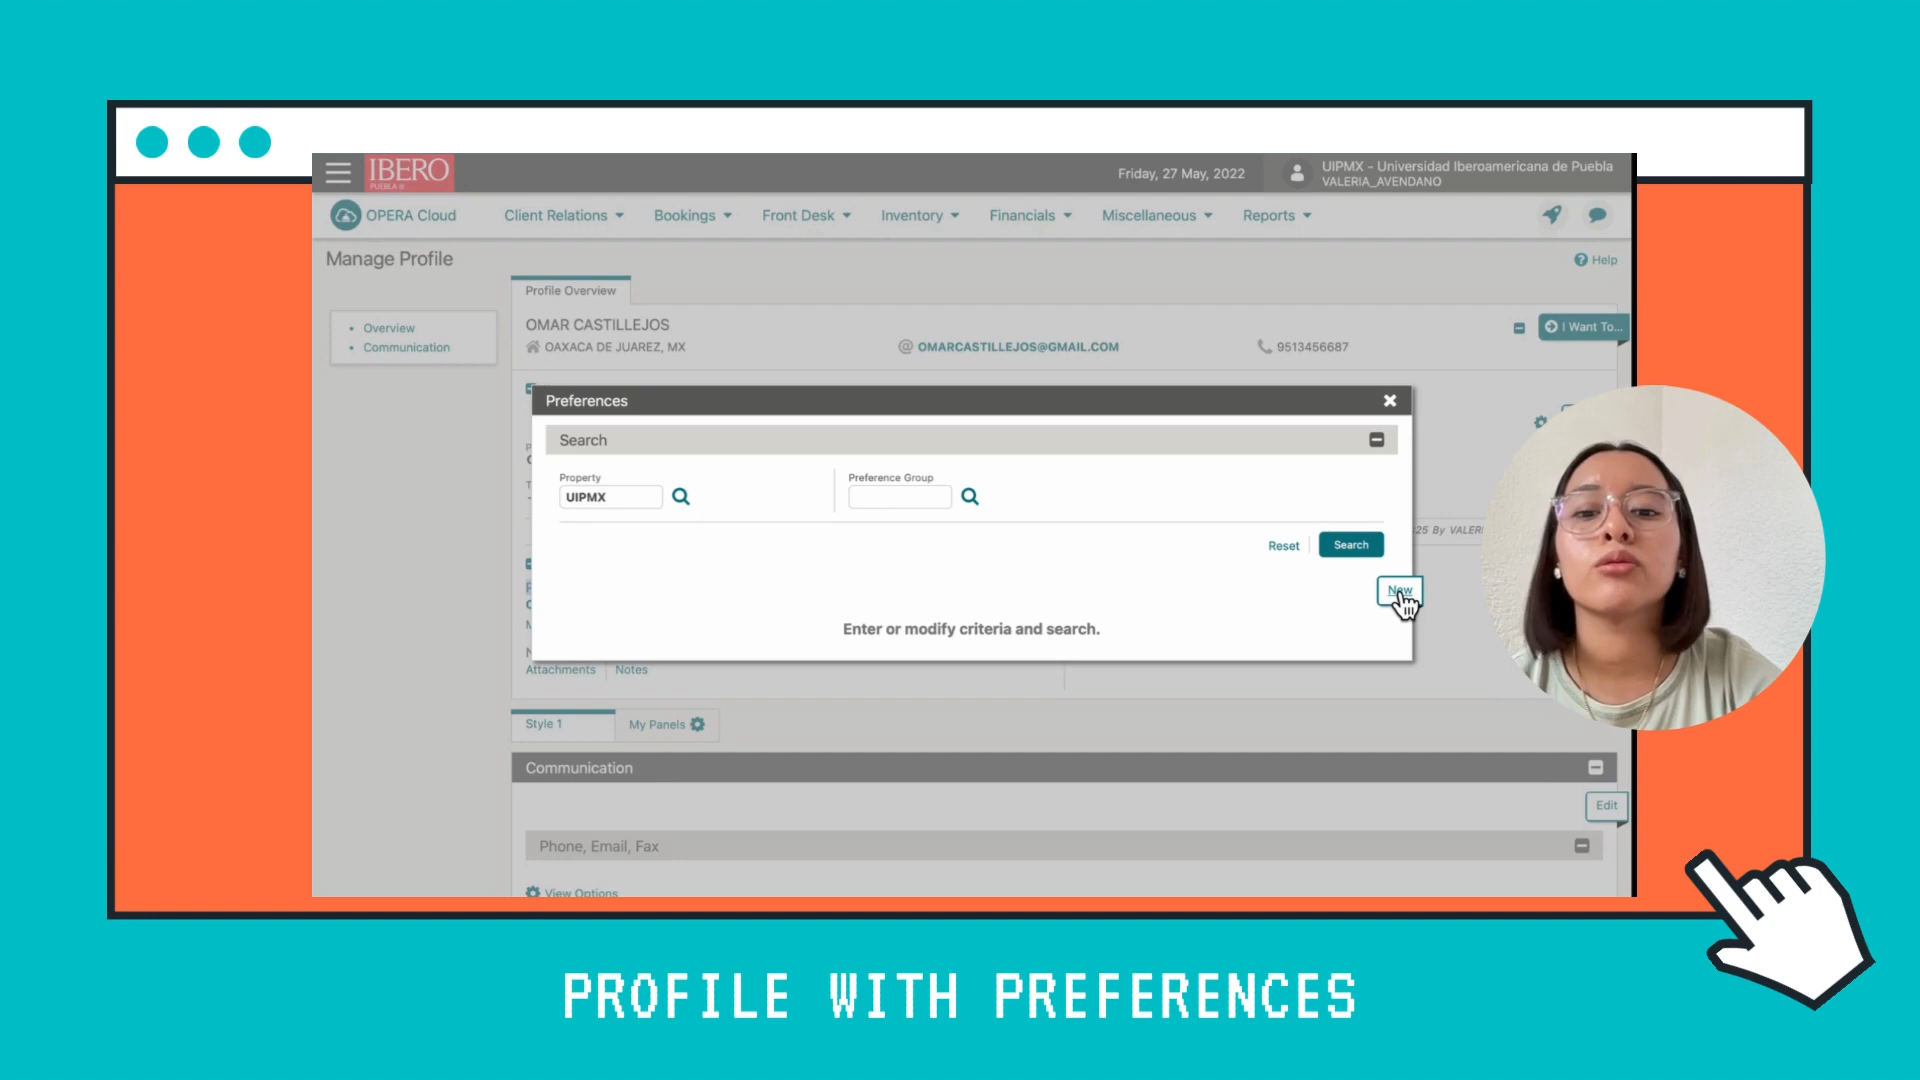 IBERO
PUEBLA
Friday, 27 May, 2022
UIPMX - Universidad Iberoamericana de Puebla
VALERIA_AVENDANO
OPERA Cloud
Client Relations
Bookings
Front Desk
Inventory
Financials
Miscellaneous
Reports
Manage Profile
Help
Profile Overview
Overview
Communication
OMAR CASTILLEJOS
OAXACA DE JUAREZ, MX
@ OMARCASTILLEJOS@GMAIL.COM
9513456687
I Want To...
Preferences
Search
Property
UIPMX
Preference Group
25 By VALERI
Reset
Search
New
Enter or modify criteria and search.
Attachments
Notes
Style 1
My Panels
Communication
Edit
Phone, Email, Fax
View Options
PROFILE WITH PREFERENCES